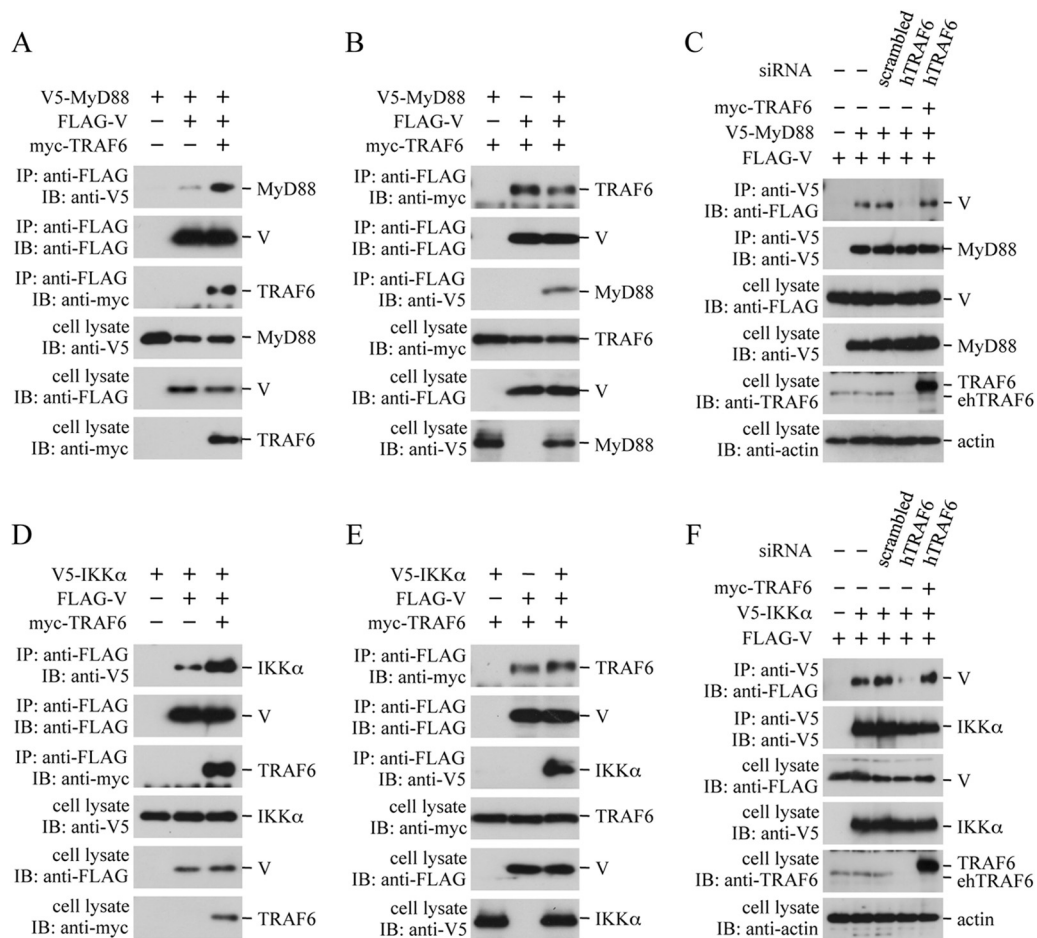 A
V5-MyD88 + + +
FLAG-V − + +
myc-TRAF6 − − +
IP: anti-FLAG
IB: anti-V5
MyD88
IP: anti-FLAG
IB: anti-FLAG
V
IP: anti-FLAG
IB: anti-myc
TRAF6
cell lysate
IB: anti-V5
MyD88
cell lysate
IB: anti-FLAG
V
cell lysate
IB: anti-myc
TRAF6
B
V5-MyD88 + − +
FLAG-V − + +
myc-TRAF6 + + +
IP: anti-FLAG
IB: anti-myc
TRAF6
IP: anti-FLAG
IB: anti-FLAG
V
IP: anti-FLAG
IB: anti-V5
MyD88
cell lysate
IB: anti-myc
TRAF6
cell lysate
IB: anti-FLAG
V
cell lysate
IB: anti-V5
MyD88
C
siRNA − − scrambled hTRAF6 hTRAF6
myc-TRAF6 − − − − +
V5-MyD88 − + + + +
FLAG-V + + + + +
IP: anti-V5
IB: anti-FLAG
V
IP: anti-V5
IB: anti-V5
MyD88
cell lysate
IB: anti-FLAG
V
cell lysate
IB: anti-V5
MyD88
cell lysate
IB: anti-TRAF6
TRAF6
ehTRAF6
cell lysate
IB: anti-actin
actin
D
V5-IKKα + + +
FLAG-V − + +
myc-TRAF6 − − +
IP: anti-FLAG
IB: anti-V5
IKKα
IP: anti-FLAG
IB: anti-FLAG
V
IP: anti-FLAG
IB: anti-myc
TRAF6
cell lysate
IB: anti-V5
IKKα
cell lysate
IB: anti-FLAG
V
cell lysate
IB: anti-myc
TRAF6
E
V5-IKKα + − +
FLAG-V − + +
myc-TRAF6 + + +
IP: anti-FLAG
IB: anti-myc
TRAF6
IP: anti-FLAG
IB: anti-FLAG
V
IP: anti-FLAG
IB: anti-V5
IKKα
cell lysate
IB: anti-myc
TRAF6
cell lysate
IB: anti-FLAG
V
cell lysate
IB: anti-V5
IKKα
F
siRNA − − scrambled hTRAF6 hTRAF6
myc-TRAF6 − − − − +
V5-IKKα − + + + +
FLAG-V + + + + +
IP: anti-V5
IB: anti-FLAG
V
IP: anti-V5
IB: anti-V5
IKKα
cell lysate
IB: anti-FLAG
V
cell lysate
IB: anti-V5
IKKα
cell lysate
IB: anti-TRAF6
TRAF6
ehTRAF6
cell lysate
IB: anti-actin
actin